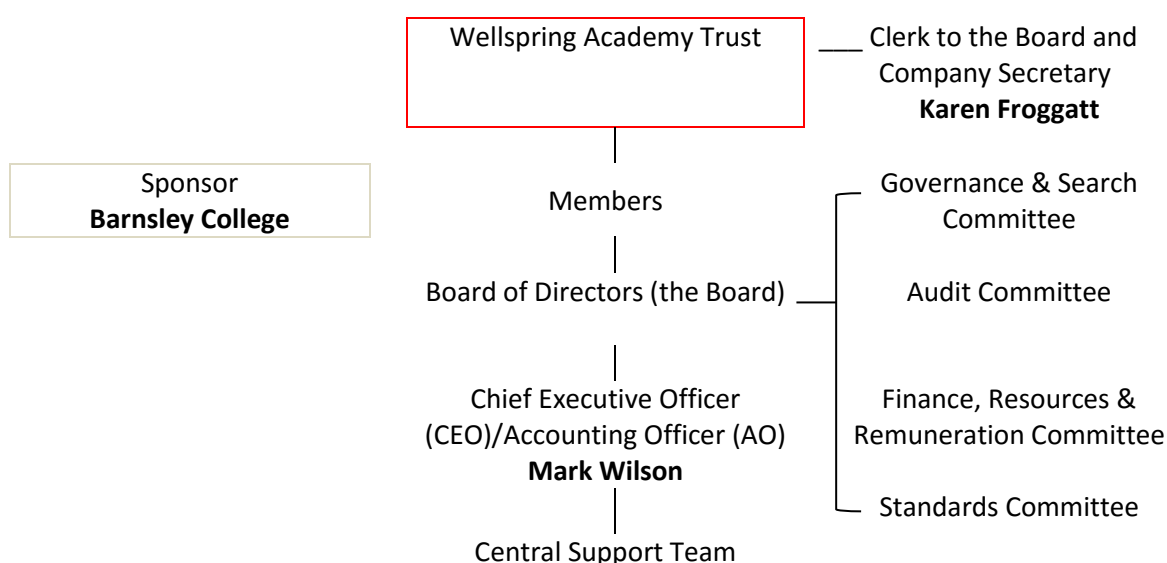 Wellspring Academy Trust
___ Clerk to the Board and
Company Secretary
Karen Froggatt
Sponsor
Barnsley College
Members
Governance & Search
Committee
Board of Directors (the Board)
Audit Committee
Chief Executive Officer
(CEO)/Accounting Officer (AO)
Mark Wilson
Finance, Resources &
Remuneration Committee
Standards Committee
Central Support Team